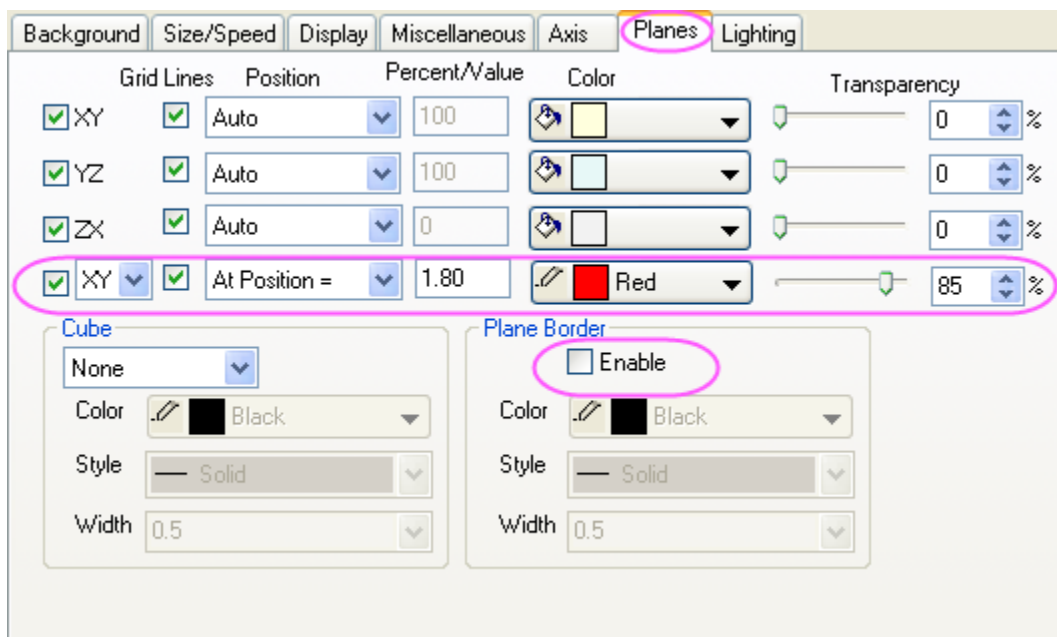 Background Size/Speed Display Miscellaneous Axis Planes Lighting
Grid Lines Position Percent/Value Color Transparency
XY Auto 100 0 %
YZ Auto 100 0 %
ZX Auto 0 0 %
XY At Position = 1.80 Red 85 %
Cube
None
Color Black
Style Solid
Width 0.5
Plane Border
Enable
Color Black
Style Solid
Width 0.5